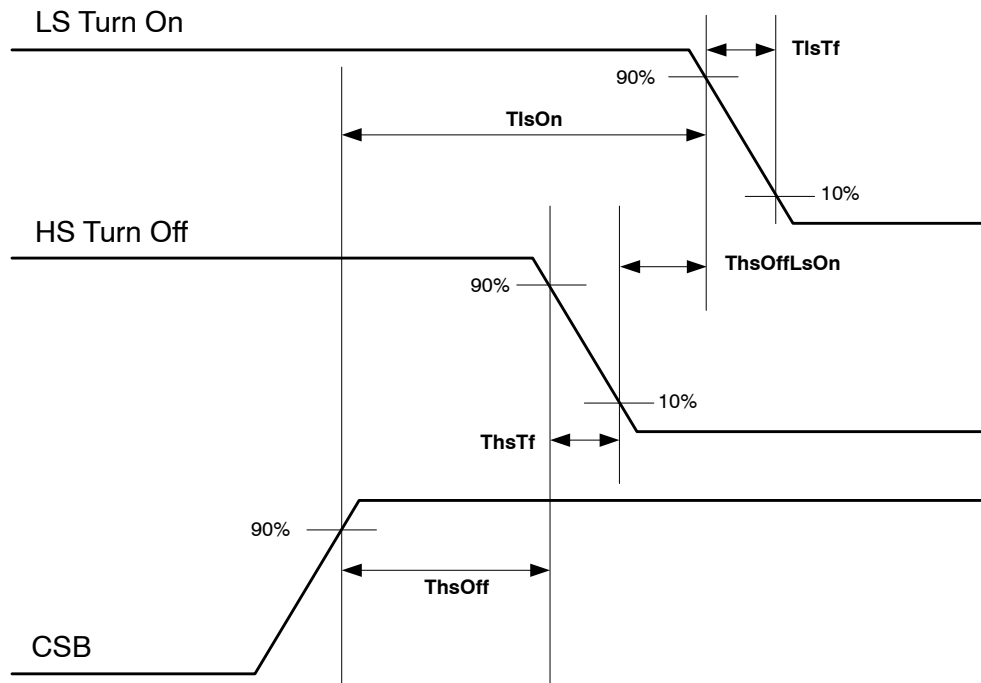 LS Turn On
TlsTf
90%
TlsOn
10%
HS Turn Off
ThsOffLsOn
90%
10%
ThsTf
90%
ThsOff
CSB